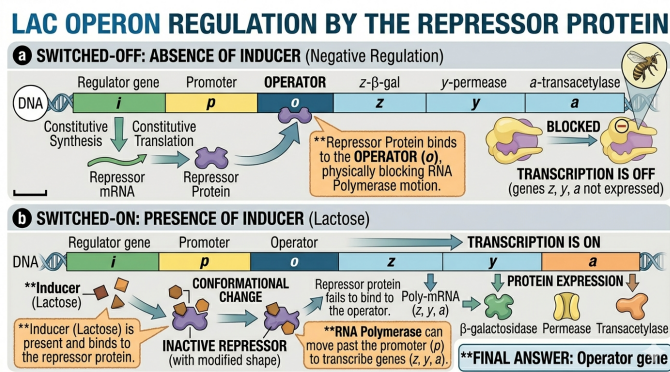 LAC OPERON REGULATION BY THE REPRESSOR PROTEIN
a SWITCHED-OFF: ABSENCE OF INDUCER (Negative Regulation)
Regulator gene Promoter OPERATOR z-β-gal y-permease a-transacetylase
DNA i p o z y a
Constitutive Synthesis
Constitutive Translation
Repressor mRNA
Repressor Protein
**Repressor Protein binds
to the OPERATOR (o),
physically blocking RNA
Polymerase motion.
BLOCKED
TRANSCRIPTION IS OFF
(genes z, y, a not expressed)
b SWITCHED-ON: PRESENCE OF INDUCER (Lactose)
Regulator gene Promoter Operator TRANSCRIPTION IS ON
DNA i p o z y a
**Inducer
(Lactose)
**Inducer (Lactose) is
present and binds to
the repressor protein.
CONFORMATIONAL
CHANGE
INACTIVE REPRESSOR
(with modified shape)
Repressor protein
fails to bind to
the operator.
**RNA Polymerase can
move past the promoter (p)
to transcribe genes (z, y, a).
Poly-mRNA
(z, y, a)
PROTEIN EXPRESSION
β-galactosidase Permease Transacetylase
**FINAL ANSWER: Operator gene